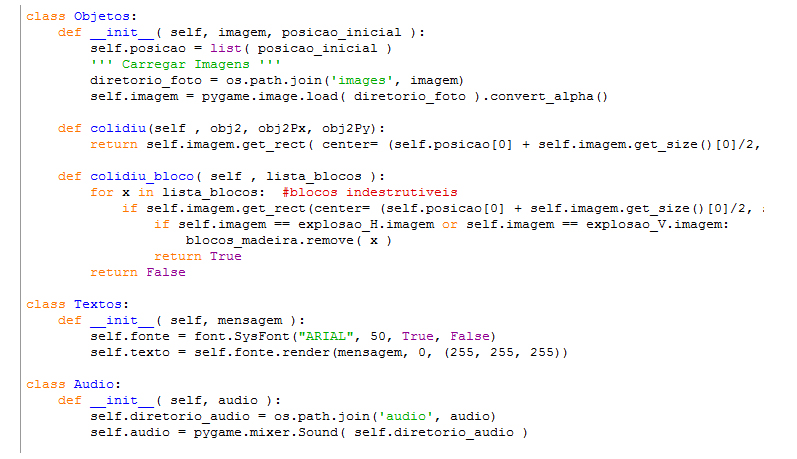 class Objetos:
    def __init__( self, imagem, posicao_inicial ):
        self.posicao = list( posicao_inicial )
        ''' Carregar Imagens '''
        diretorio_foto = os.path.join('images', imagem)
        self.imagem = pygame.image.load( diretorio_foto ).convert_alpha()
    def colidiu(self , obj2, obj2Px, obj2Py):
        return self.imagem.get_rect( center= (self.posicao[0] + self.imagem.get_size()[0]/2,
    def colidiu_bloco( self , lista_blocos ):
        for x in lista_blocos:  #blocos indestrutiveis
            if self.imagem.get_rect(center= (self.posicao[0] + self.imagem.get_size()[0]/2,
                if self.imagem == explosao_H.imagem or self.imagem == explosao_V.imagem:
                    blocos_madeira.remove( x )
                return True
        return False
class Textos:
    def __init__( self, mensagem ):
        self.fonte = font.SysFont("ARIAL", 50, True, False)
        self.texto = self.fonte.render(mensagem, 0, (255, 255, 255))
class Audio:
    def __init__( self, audio ):
        self.diretorio_audio = os.path.join('audio', audio)
        self.audio = pygame.mixer.Sound( self.diretorio_audio )